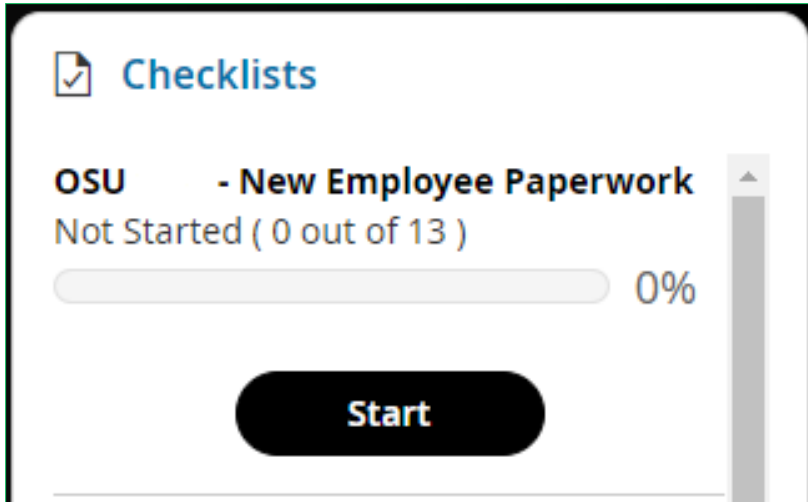 Checklists
OSU - New Employee Paperwork
Not Started ( 0 out of 13 )
0%
Start